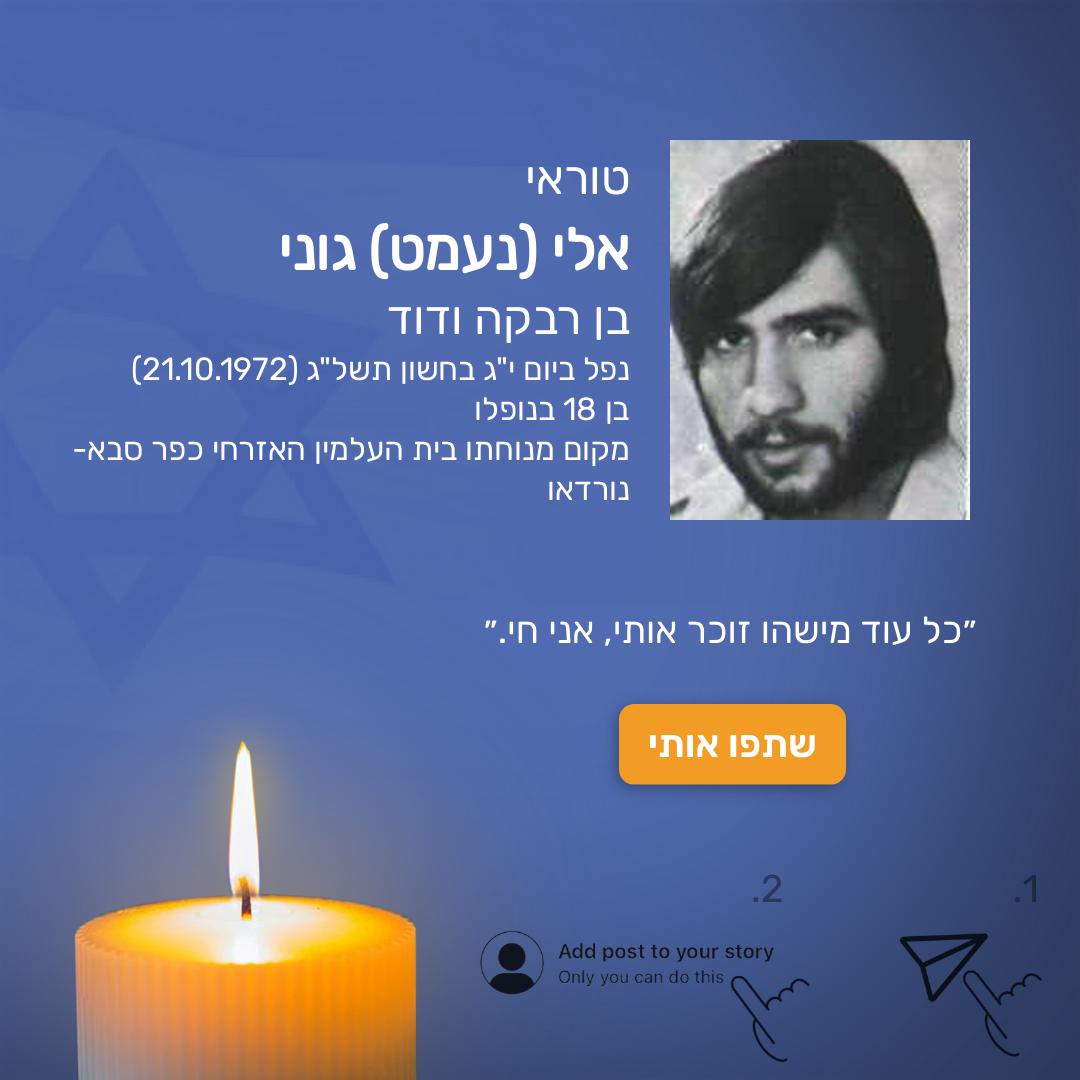 טוראי
אלי (נעמט) גוני
בן רבקה ודוד
נפל ביום י"ג בחשון תשל"ג (21.10.1972)
בן 18 בנופלו
מקום מנוחתו בית העלמין האזרחי כפר סבא-
נורדאו
״כל עוד מישהו זוכר אותי, אני חי.״
שתפו אותי
.1
.2
Add post to your story
Only you can do this